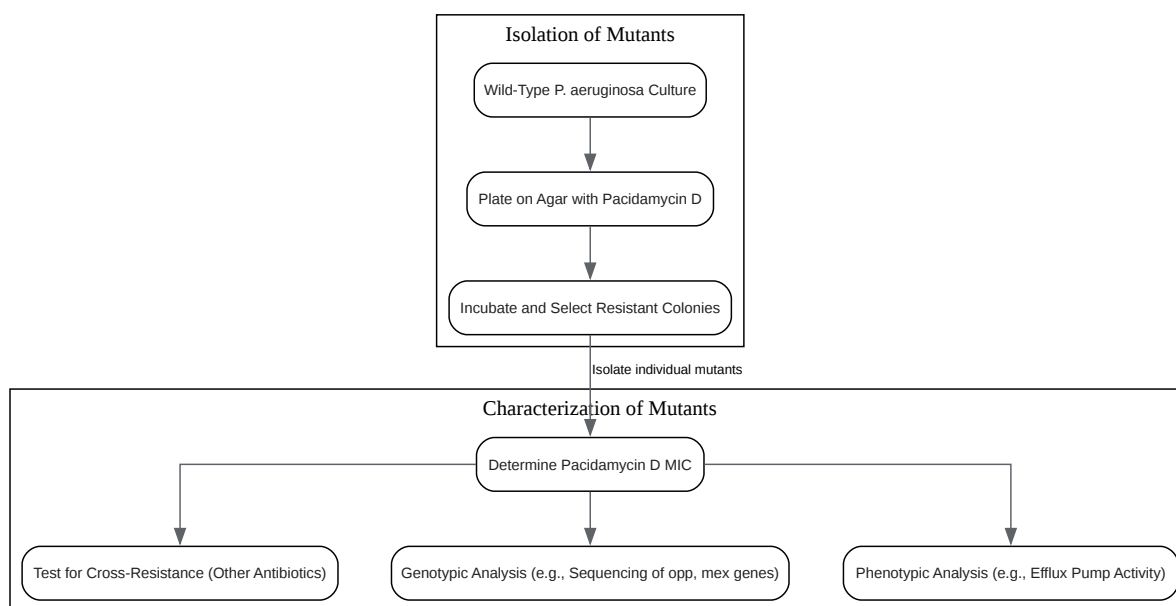 Isolation of Mutants
Wild-Type P. aeruginosa Culture
Plate on Agar with Pacidamycin D
Incubate and Select Resistant Colonies
Isolate individual mutants
Characterization of Mutants
Determine Pacidamycin D MIC
Test for Cross-Resistance (Other Antibiotics)
Genotypic Analysis (e.g., Sequencing of opp, mex genes)
Phenotypic Analysis (e.g., Efflux Pump Activity)